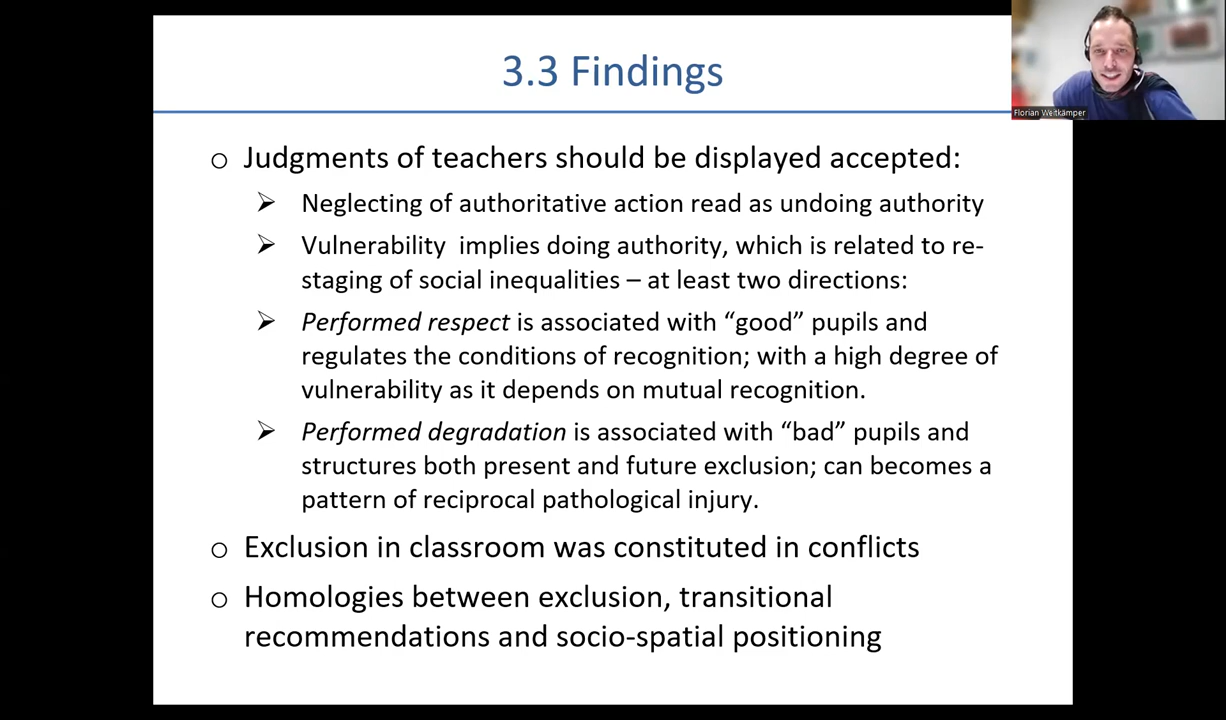 3.3 Findings
Florian Weitkämper
o Judgments of teachers should be displayed accepted:
➢ Neglecting of authoritative action read as undoing authority
➢ Vulnerability implies doing authority, which is related to re-
staging of social inequalities – at least two directions:
➢ Performed respect is associated with “good” pupils and
regulates the conditions of recognition; with a high degree of
vulnerability as it depends on mutual recognition.
➢ Performed degradation is associated with “bad” pupils and
structures both present and future exclusion; can becomes a
pattern of reciprocal pathological injury.
o Exclusion in classroom was constituted in conflicts
o Homologies between exclusion, transitional
recommendations and socio-spatial positioning